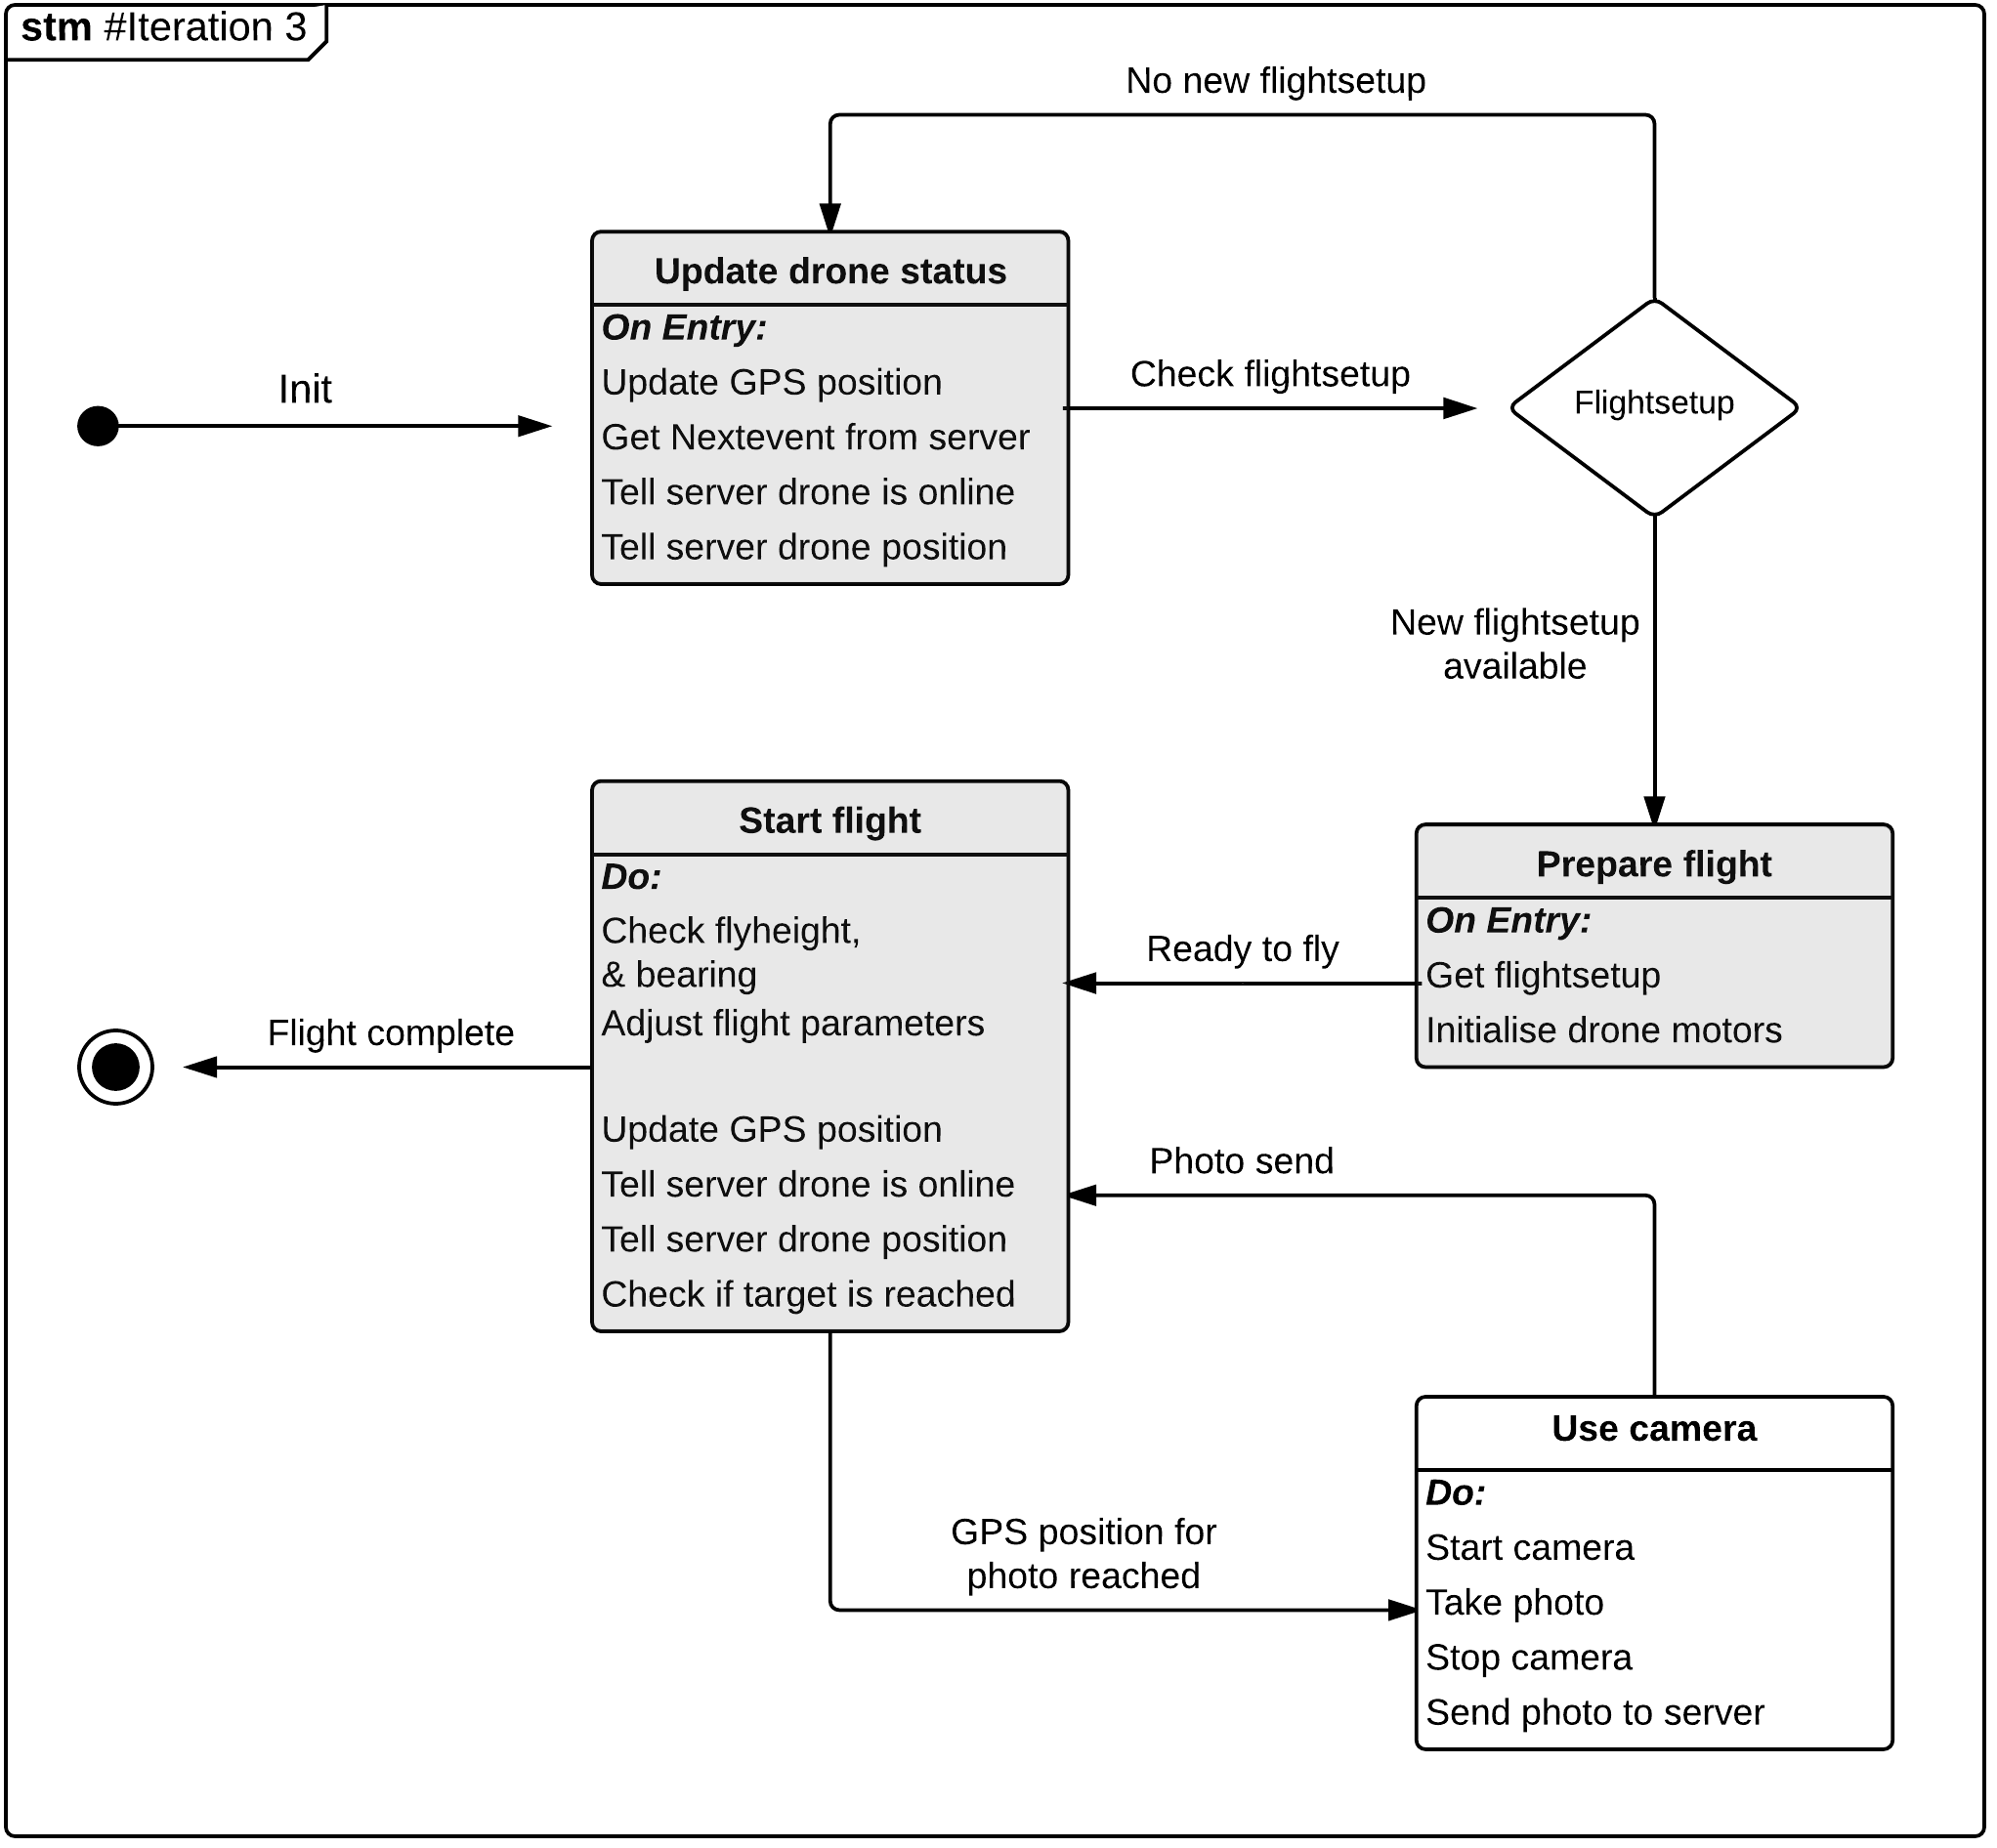 stm #Iteration 3
No new flightsetup
Update drone status
On Entry:
Update GPS position
Get Nextevent from server
Tell server drone is online
Tell server drone position
Init
Check flightsetup
Flightsetup
New flightsetup
available
Start flight
Do:
Check flyheight,
& bearing
Adjust flight parameters
Update GPS position
Tell server drone is online
Tell server drone position
Check if target is reached
Prepare flight
On Entry:
Get flightsetup
Initialise drone motors
Ready to fly
Flight complete
Photo send
GPS position for
photo reached
Use camera
Do:
Start camera
Take photo
Stop camera
Send photo to server